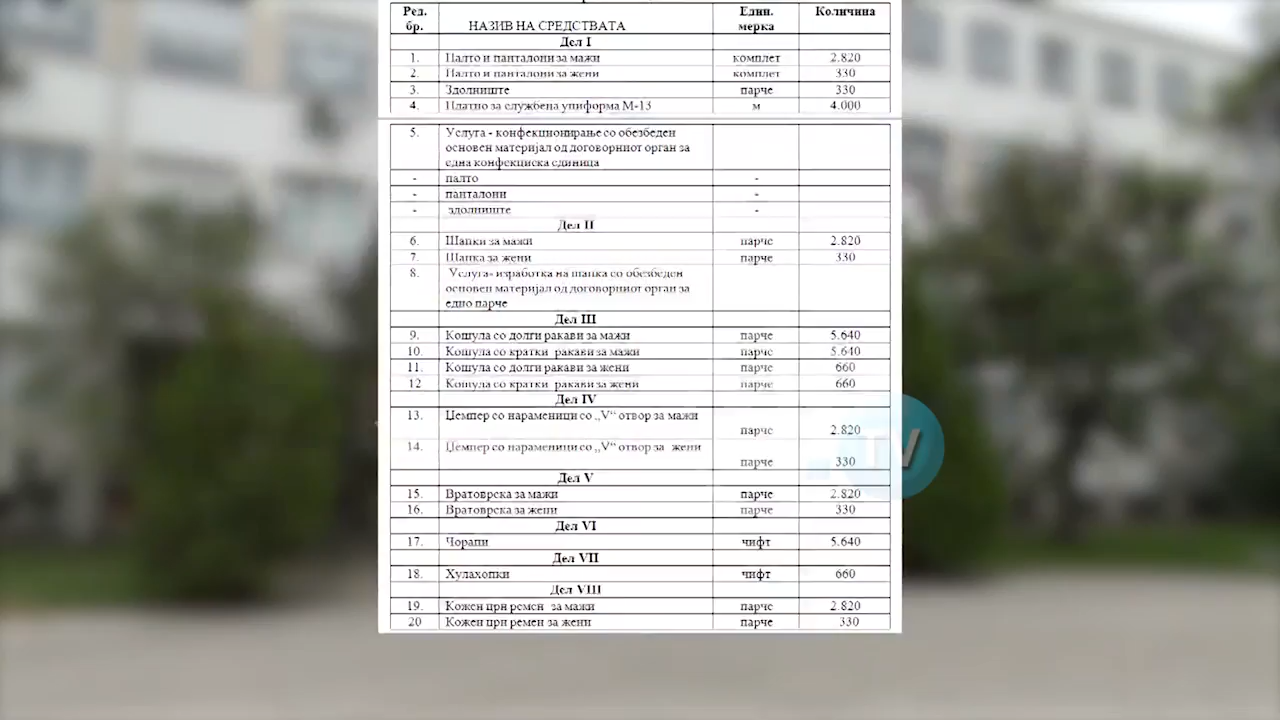 Ред. Един. Количина
бр. НАЗИВ НА СРЕДСТВАТА мерка
Дел I
1. Палто и панталони за мажи комплет 2.820
2. Палто и панталони за жени комплет 330
3. Здолниште парче 330
4. Платно за службена униформа М-13 м 4.000
5. Услуга - конфекционирање со обезбеден
основен материјал од договорниот орган за
една конфекциска единица
- палто -
- панталони -
- здолниште -
Дел II
6. Шапки за мажи парче 2.820
7. Шапка за жени парче 330
8. Услуга- изработка на шапка со обезбеден
основен материјал од договорниот орган за
едно парче
Дел III
9. Кошула со долги ракави за мажи парче 5.640
10. Кошула со кратки ракави за мажи парче 5.640
11. Кошула со долги ракави за жени парче 660
12 Кошула со кратки ракави за жени парче 660
Дел IV
13. Џемпер со нараменици со „V“ отвор за мажи
парче 2.820
14. Џемпер со нараменици со „V“ отвор за жени
парче 330
Дел V
15. Вратоврска за мажи парче 2.820
16. Вратоврска за жени парче 330
Дел VI
17. Чорапи чифт 5.640
Дел VII
18. Хулахопки чифт 660
Дел VIII
19. Кожен црн ремен за мажи парче 2.820
20 Кожен црн ремен за жени парче 330
TV